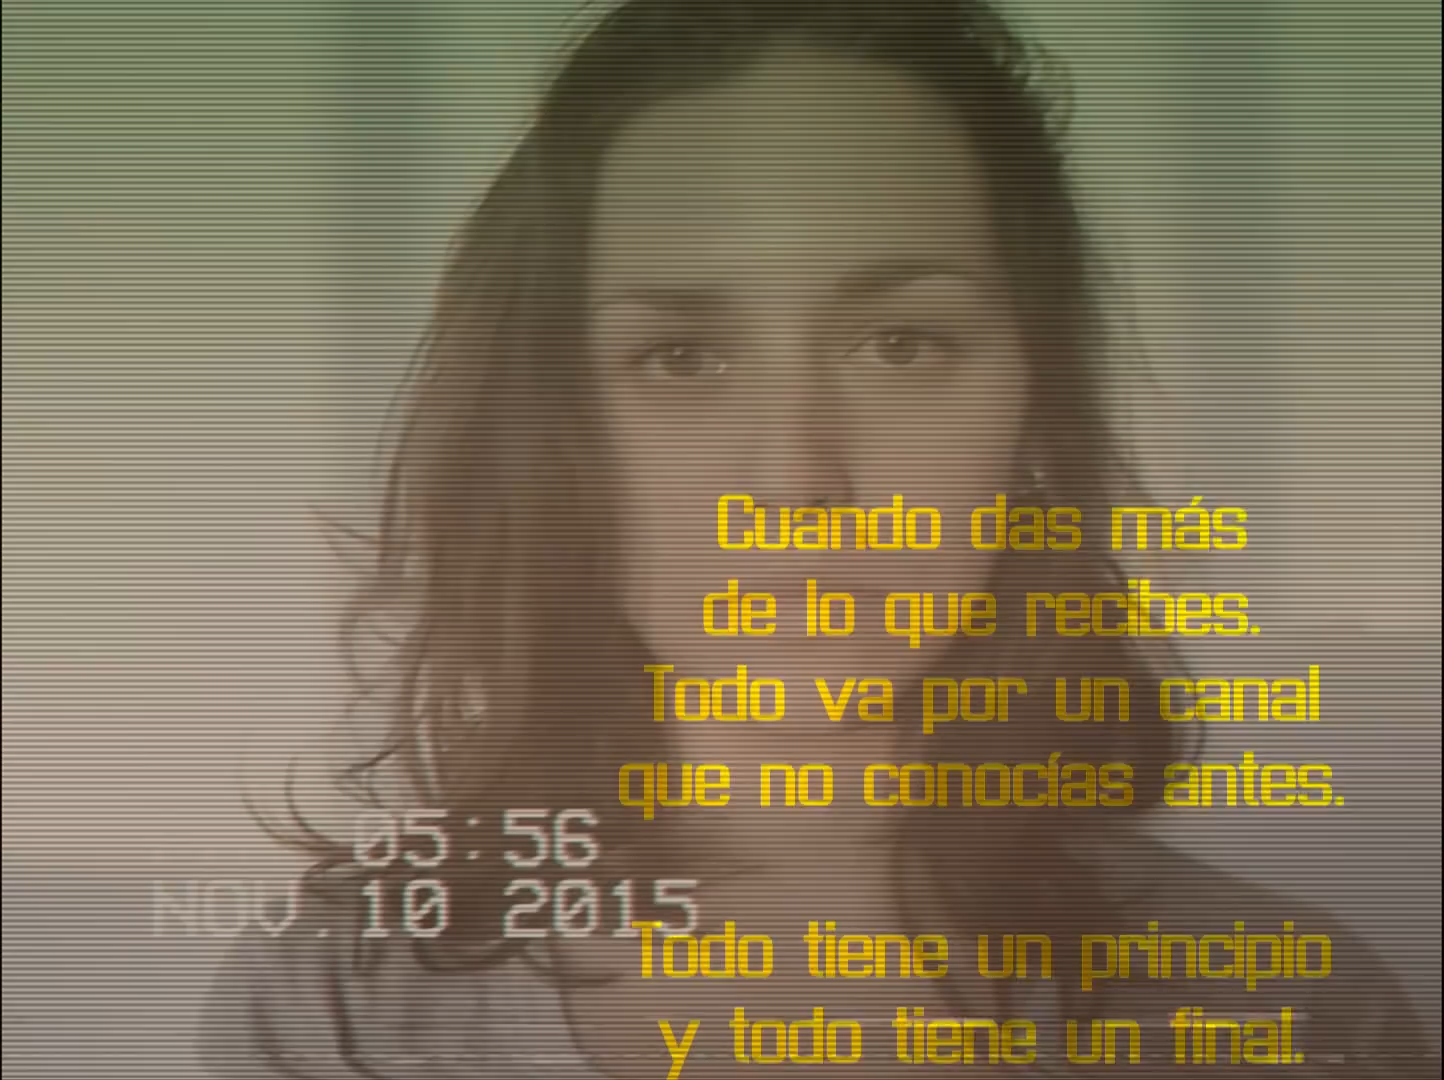 Cuando das más
de lo que recibes.
Todo va por un canal
que no conocías antes.
05:56
NOV. 10 2015
Todo tiene un principio
y todo tiene un final.